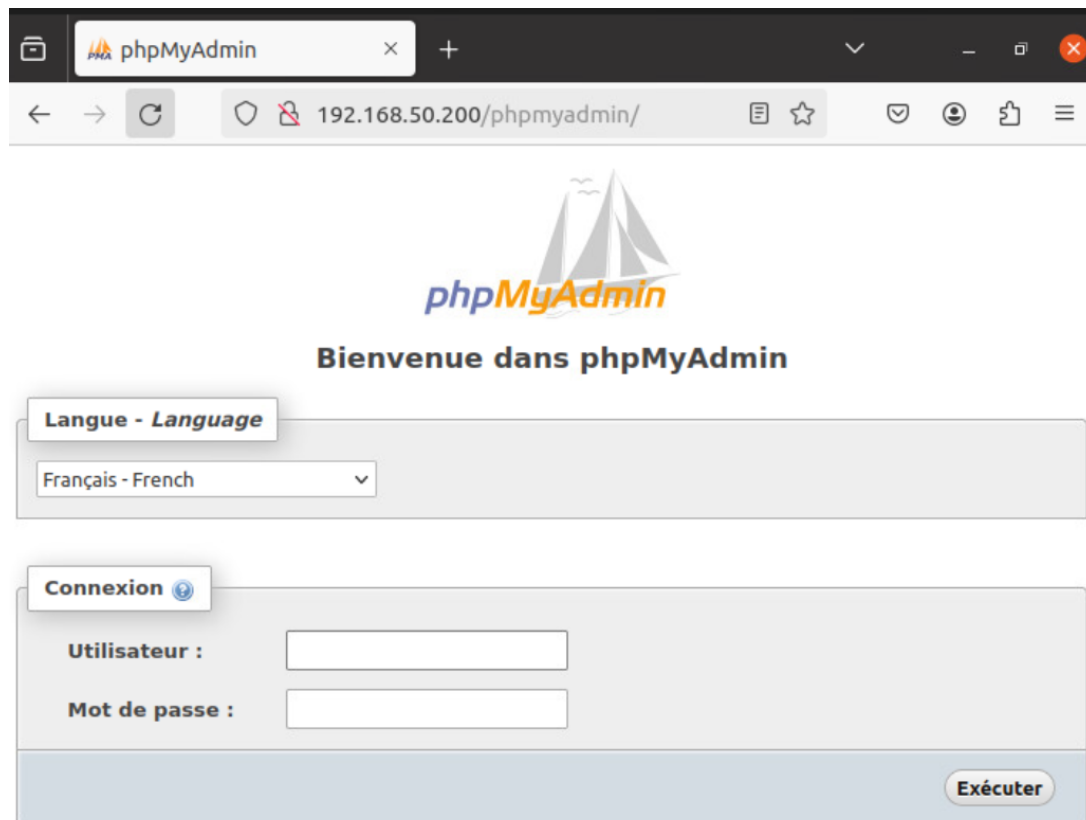 PMA phpMyAdmin
192.168.50.200/phpmyadmin/
phpMyAdmin
Bienvenue dans phpMyAdmin
Langue - Language
Français - French
Connexion
Utilisateur :
Mot de passe :
Exécuter